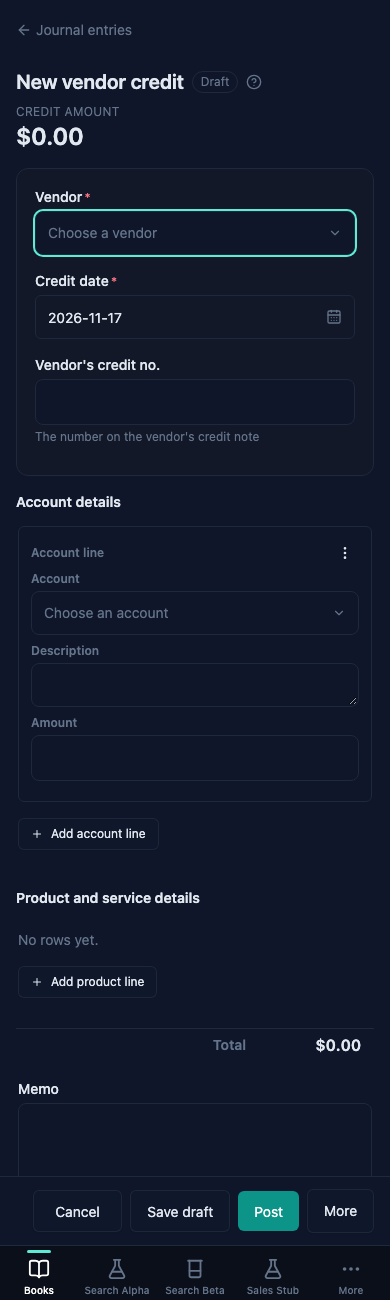 Journal entries
New vendor credit Draft
CREDIT AMOUNT
$0.00
Vendor *
Choose a vendor
Credit date *
2026-11-17
Vendor's credit no.
The number on the vendor's credit note
Account details
Account line
Account
Choose an account
Description
Amount
+ Add account line
Product and service details
No rows yet.
+ Add product line
Total $0.00
Memo
Cancel Save draft Post More
Books Search Alpha Search Beta Sales Stub More